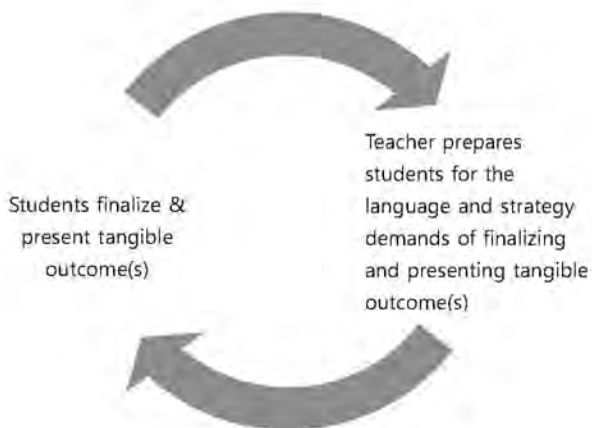 Students finalize &
present tangible
outcome(s)
Teacher prepares
students for the
language and strategy
demands of finalizing
and presenting tangible
outcome(s)